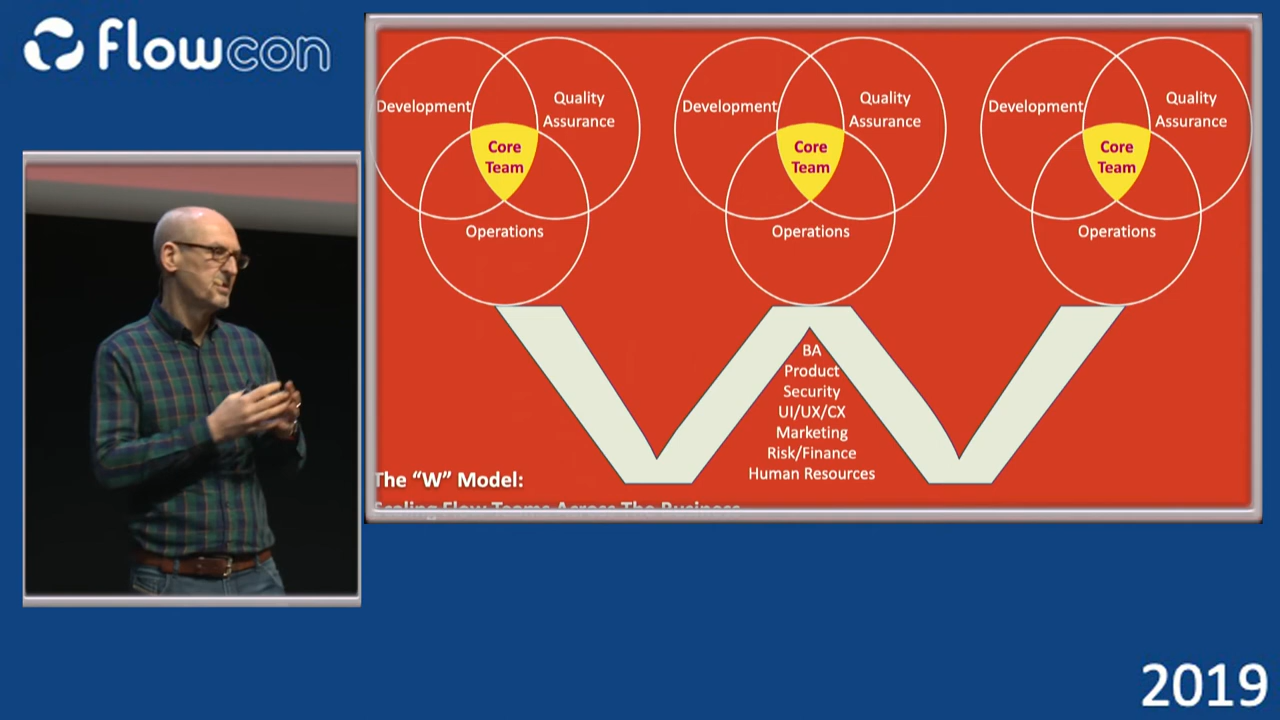 flowcon
Development
Quality
Assurance
Core
Team
Operations
Development
Quality
Assurance
Core
Team
Operations
Development
Quality
Assurance
Core
Team
Operations
BA
Product
Security
UI/UX/CX
Marketing
Risk/Finance
Human Resources
The “W” Model:
Scaling Flow Teams Across The Business
2019